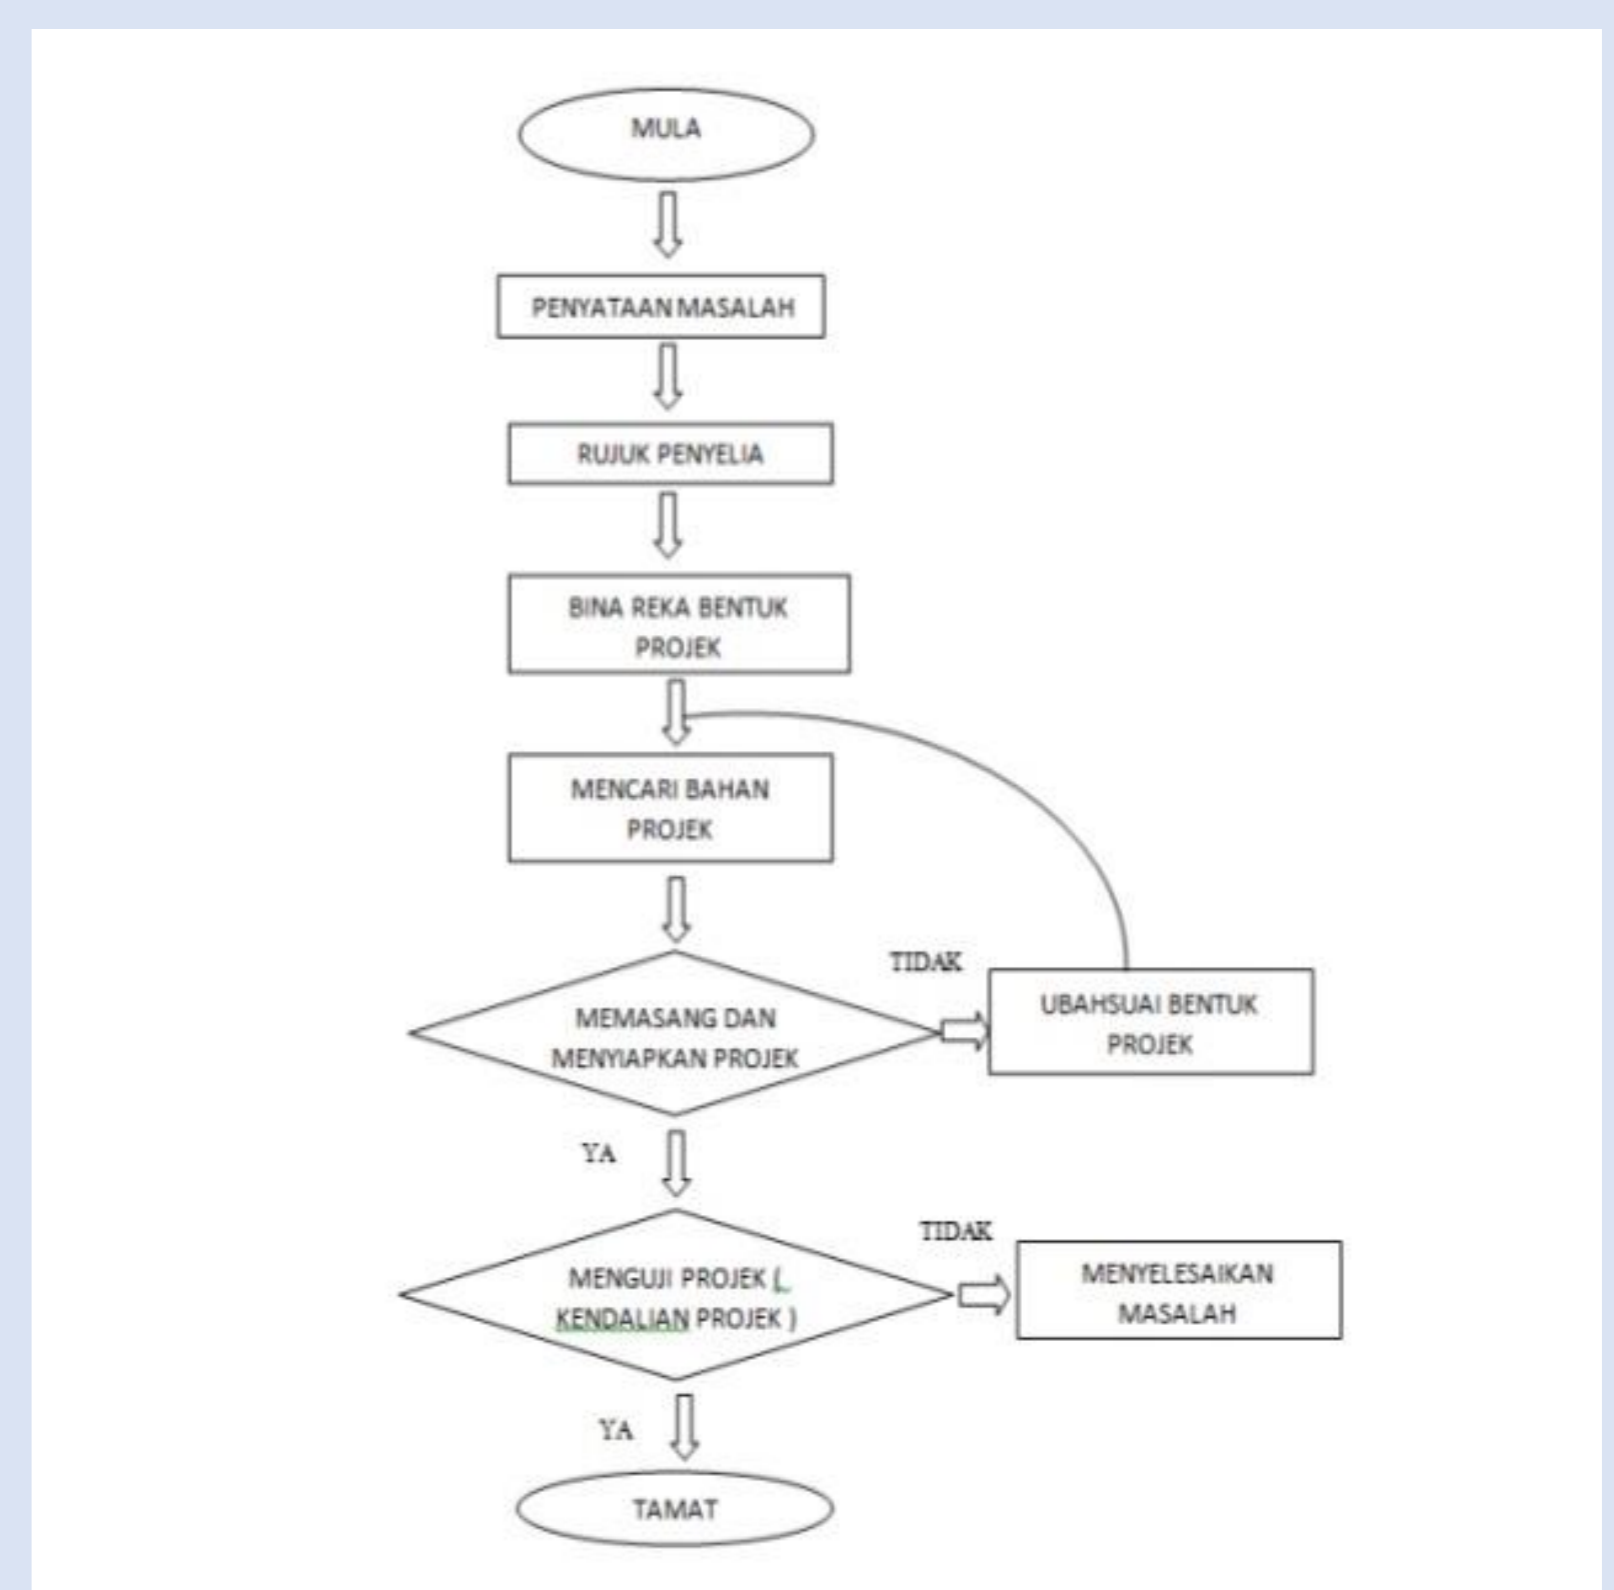 MULA
PENYATAAN MASALAH
RUJUK PENYELIA
BINA REKA BENTUK
PROJEK
MENCARI BAHAN
PROJEK
MEMASANG DAN
MENYIAPKAN PROJEK
TIDAK
UBAHSUAI BENTUK
PROJEK
YA
MENGUJI PROJEK (
KENDALIAN PROJEK )
TIDAK
MENYELESAIKAN
MASALAH
YA
TAMAT